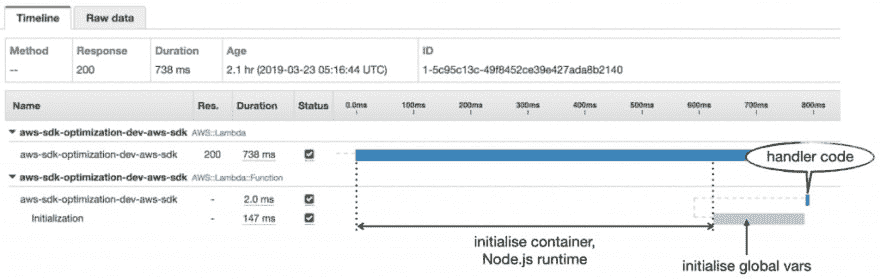 Timeline Raw data
Method Response Duration Age ID
-- 200 738 ms 2.1 hr (2019-03-23 05:16:44 UTC) 1-5c95c13c-49f8452ce39e427ada8b2140
Name Res. Duration Status 0.0ms 100ms 200ms 300ms 400ms 500ms 600ms 700ms 800ms
aws-sdk-optimization-dev-aws-sdk AWS::Lambda
aws-sdk-optimization-dev-aws-sdk 200 738 ms
handler code
aws-sdk-optimization-dev-aws-sdk AWS::Lambda::Function
aws-sdk-optimization-dev-aws-sdk - 2.0 ms
Initialization - 147 ms
initialise container,
Node.js runtime
initialise global vars